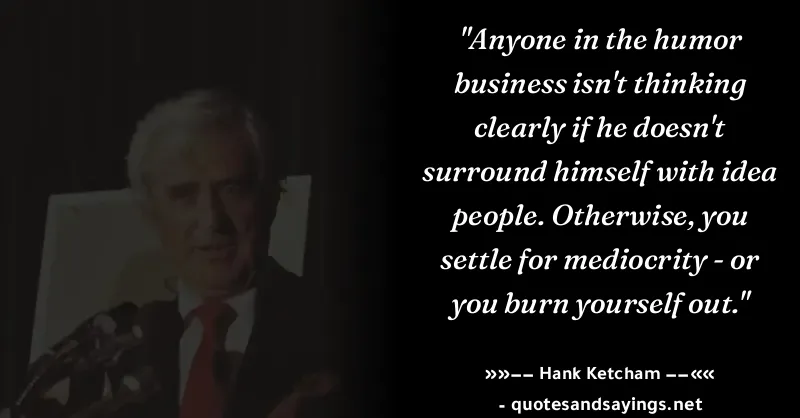 "Anyone in the humor
business isn't thinking
clearly if he doesn't
surround himself with idea
people. Otherwise, you
settle for mediocrity - or
you burn yourself out."
»»-- Hank Ketcham --««
- quotesandsayings.net